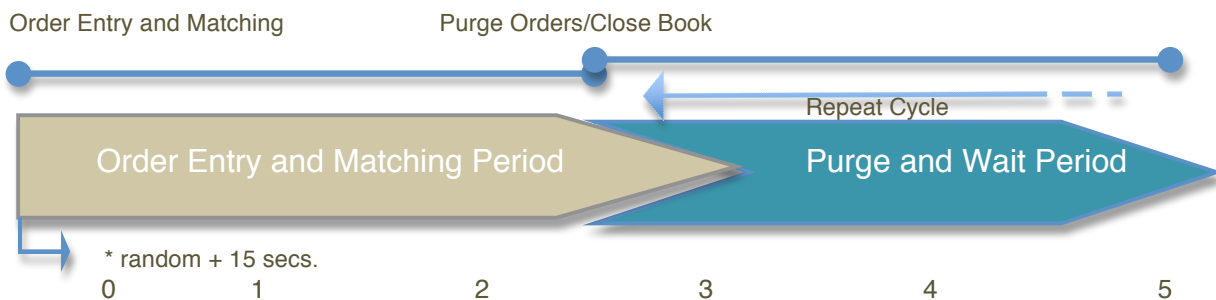 Order Entry and Matching
Purge Orders/Close Book
Repeat Cycle
Order Entry and Matching Period
Purge and Wait Period
* random + 15 secs.
0 1 2 3 4 5